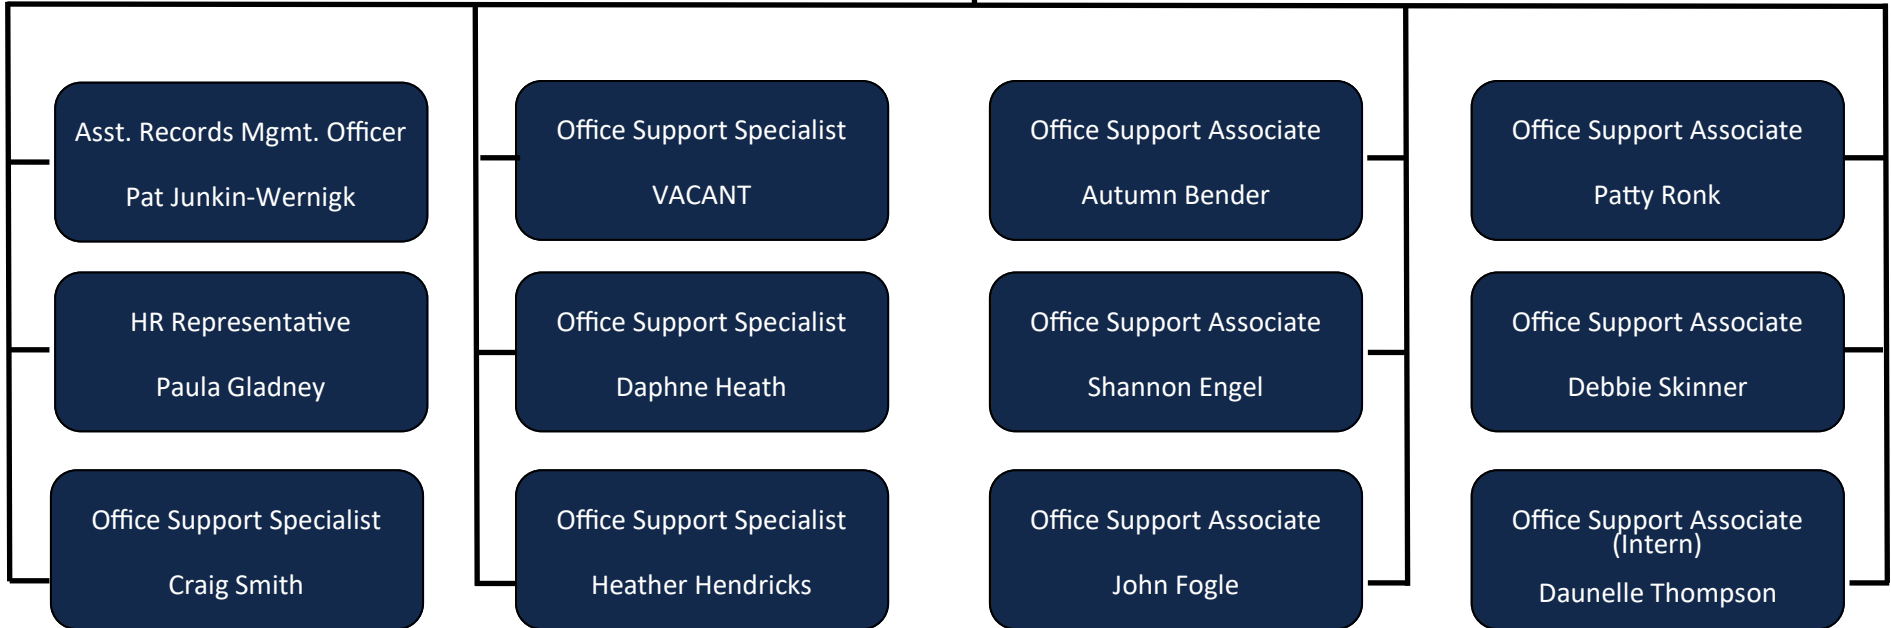 Asst. Records Mgmt. Officer
Pat Junkin-Wernigk
Office Support Specialist
VACANT
Office Support Associate
Autumn Bender
Office Support Associate
Patty Ronk
HR Representative
Paula Gladney
Office Support Specialist
Daphne Heath
Office Support Associate
Shannon Engel
Office Support Associate
Debbie Skinner
Office Support Specialist
Craig Smith
Office Support Specialist
Heather Hendricks
Office Support Associate
John Fogle
Office Support Associate
(Intern)
Daunelle Thompson